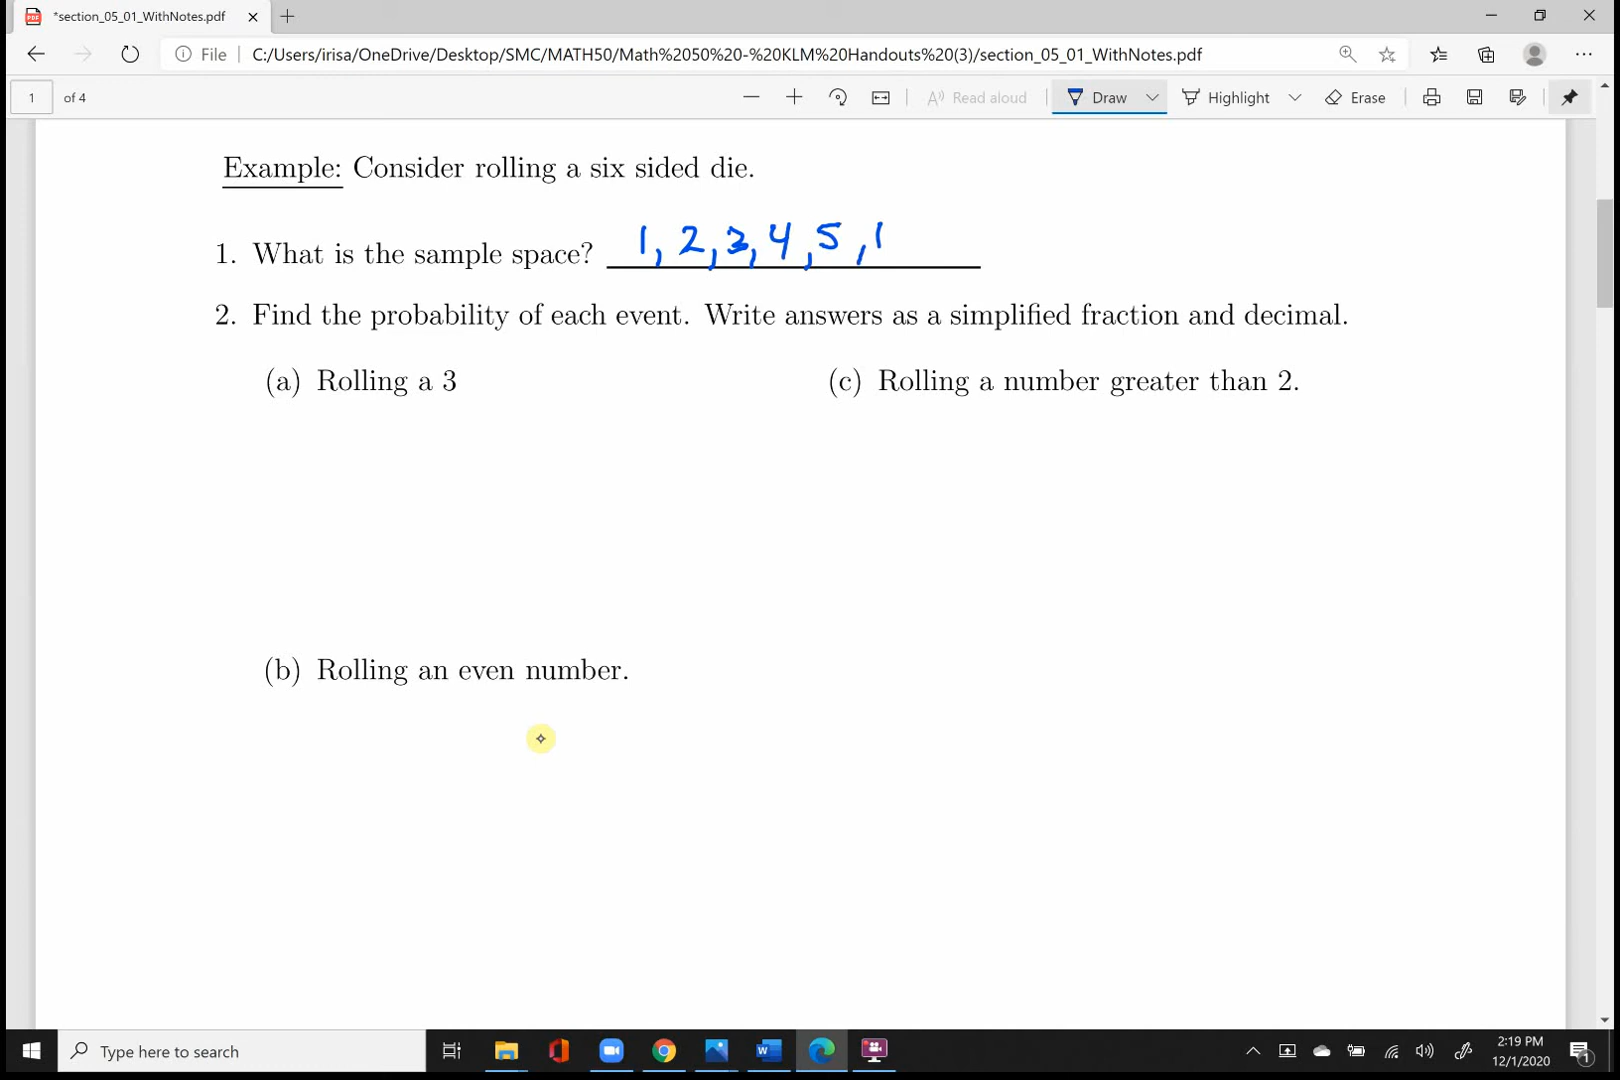 *section_05_01_WithNotes.pdf
File C:/Users/irisa/OneDrive/Desktop/SMC/MATH50/Math%2050%20-%20KLM%20Handouts%20(3)/section_05_01_WithNotes.pdf
1 of 4 Read aloud Draw Highlight Erase
Example: Consider rolling a six sided die.
1. What is the sample space? 1, 2, 3, 4, 5, 1
2. Find the probability of each event. Write answers as a simplified fraction and decimal.
(a) Rolling a 3
(c) Rolling a number greater than 2.
(b) Rolling an even number.
Type here to search
2:19 PM
12/1/2020
1